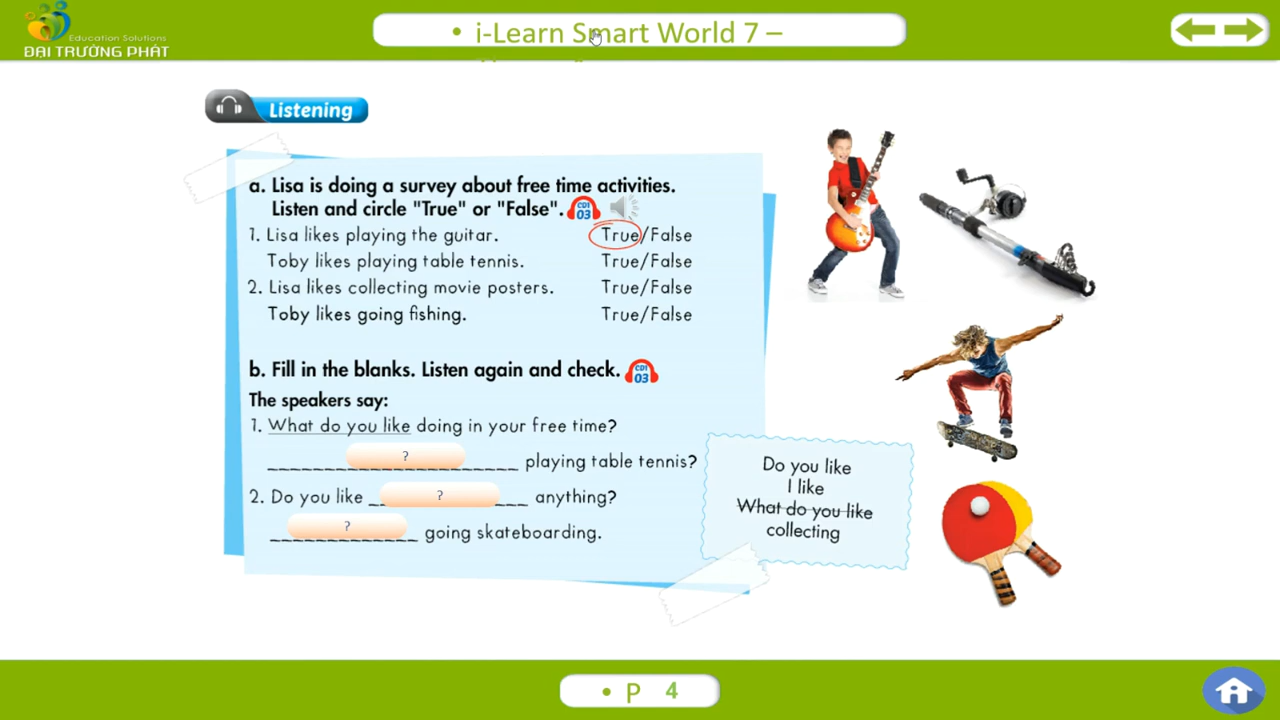 Education Solutions
ĐẠI TRƯỜNG PHÁT
• i-Learn Smart World 7 –
Listening
a. Lisa is doing a survey about free time activities.
Listen and circle "True" or "False". CD1 03
1. Lisa likes playing the guitar. True/False
Toby likes playing table tennis. True/False
2. Lisa likes collecting movie posters. True/False
Toby likes going fishing. True/False
b. Fill in the blanks. Listen again and check. CD1 03
The speakers say:
1. What do you like doing in your free time?
? playing table tennis?
2. Do you like ? anything?
? going skateboarding.
Do you like
I like
What do you like
collecting
• P 4